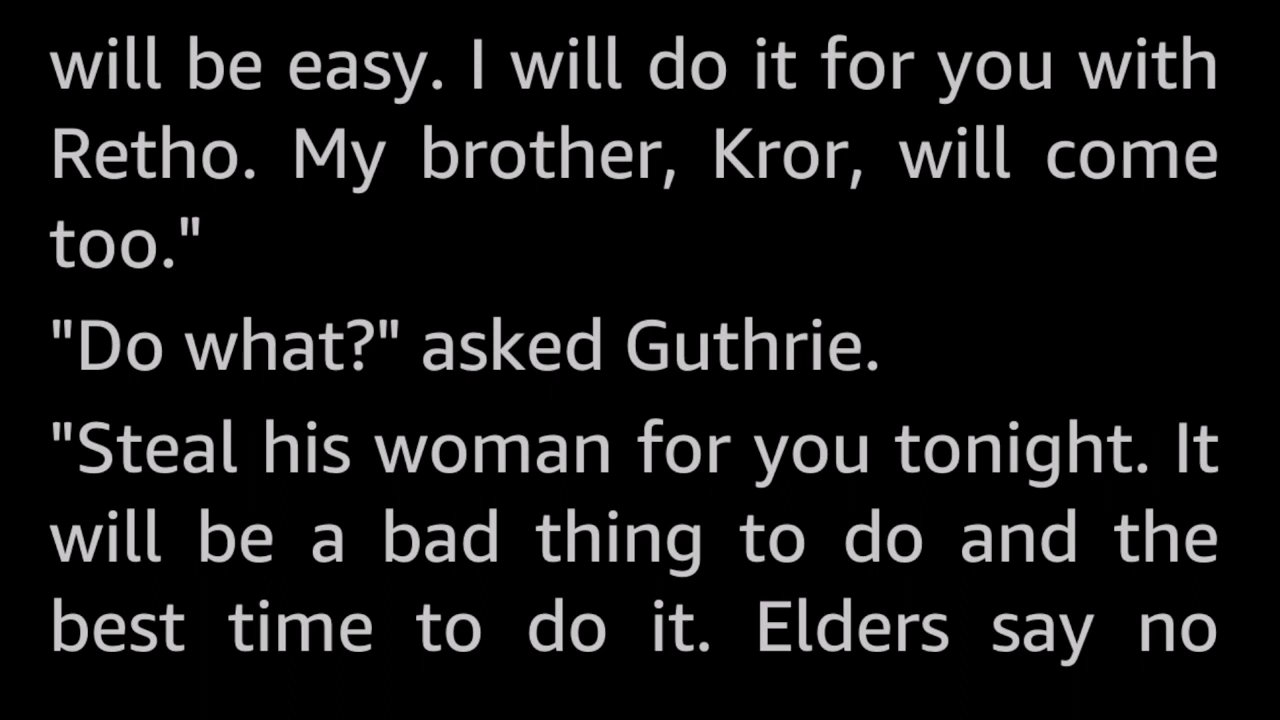 will be easy. I will do it for you with
Retho. My brother, Kror, will come
too."
"Do what?" asked Guthrie.
"Steal his woman for you tonight. It
will be a bad thing to do and the
best time to do it. Elders say no